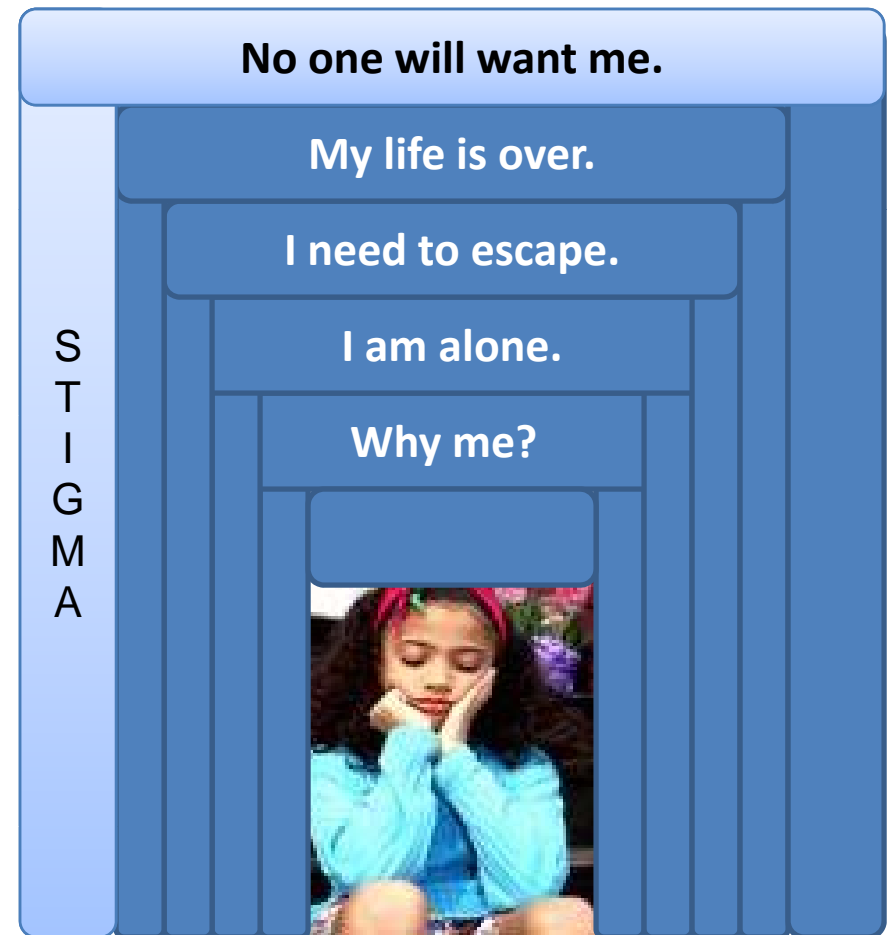 No one will want me.
My life is over.
I need to escape.
I am alone.
Why me?
S
T
I
G
M
A